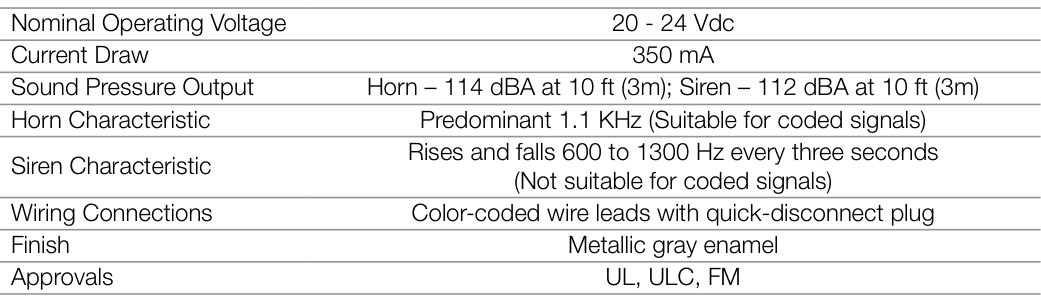 Nominal Operating Voltage 20 - 24 Vdc
Current Draw 350 mA
Sound Pressure Output Horn – 114 dBA at 10 ft (3m); Siren – 112 dBA at 10 ft (3m)
Horn Characteristic Predominant 1.1 KHz (Suitable for coded signals)
Siren Characteristic Rises and falls 600 to 1300 Hz every three seconds
(Not suitable for coded signals)
Wiring Connections Color-coded wire leads with quick-disconnect plug
Finish Metallic gray enamel
Approvals UL, ULC, FM